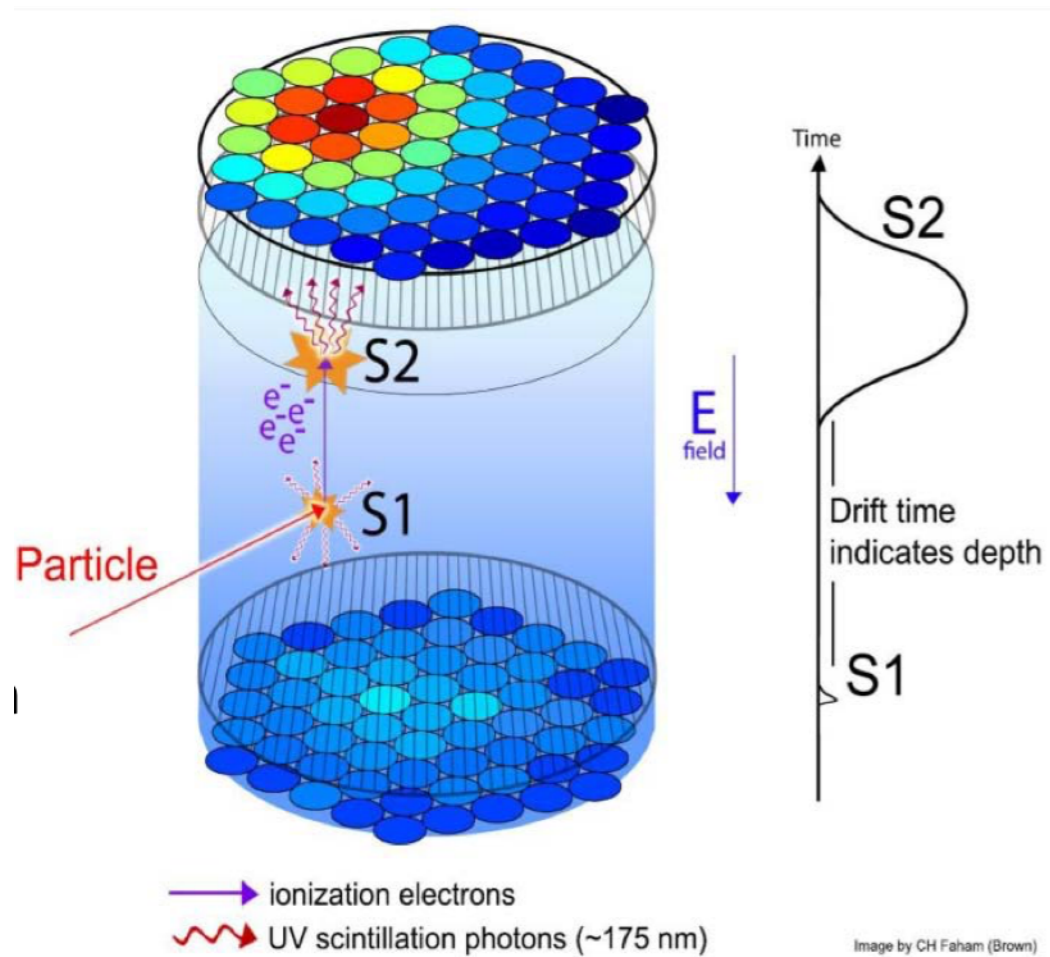 Time
S2
S2
e-
e-
e-
e-
E
field
S1
Particle
Drift time
indicates depth
S1
ionization electrons
UV scintillation photons (~175 nm)
Image by CH Faham (Brown)